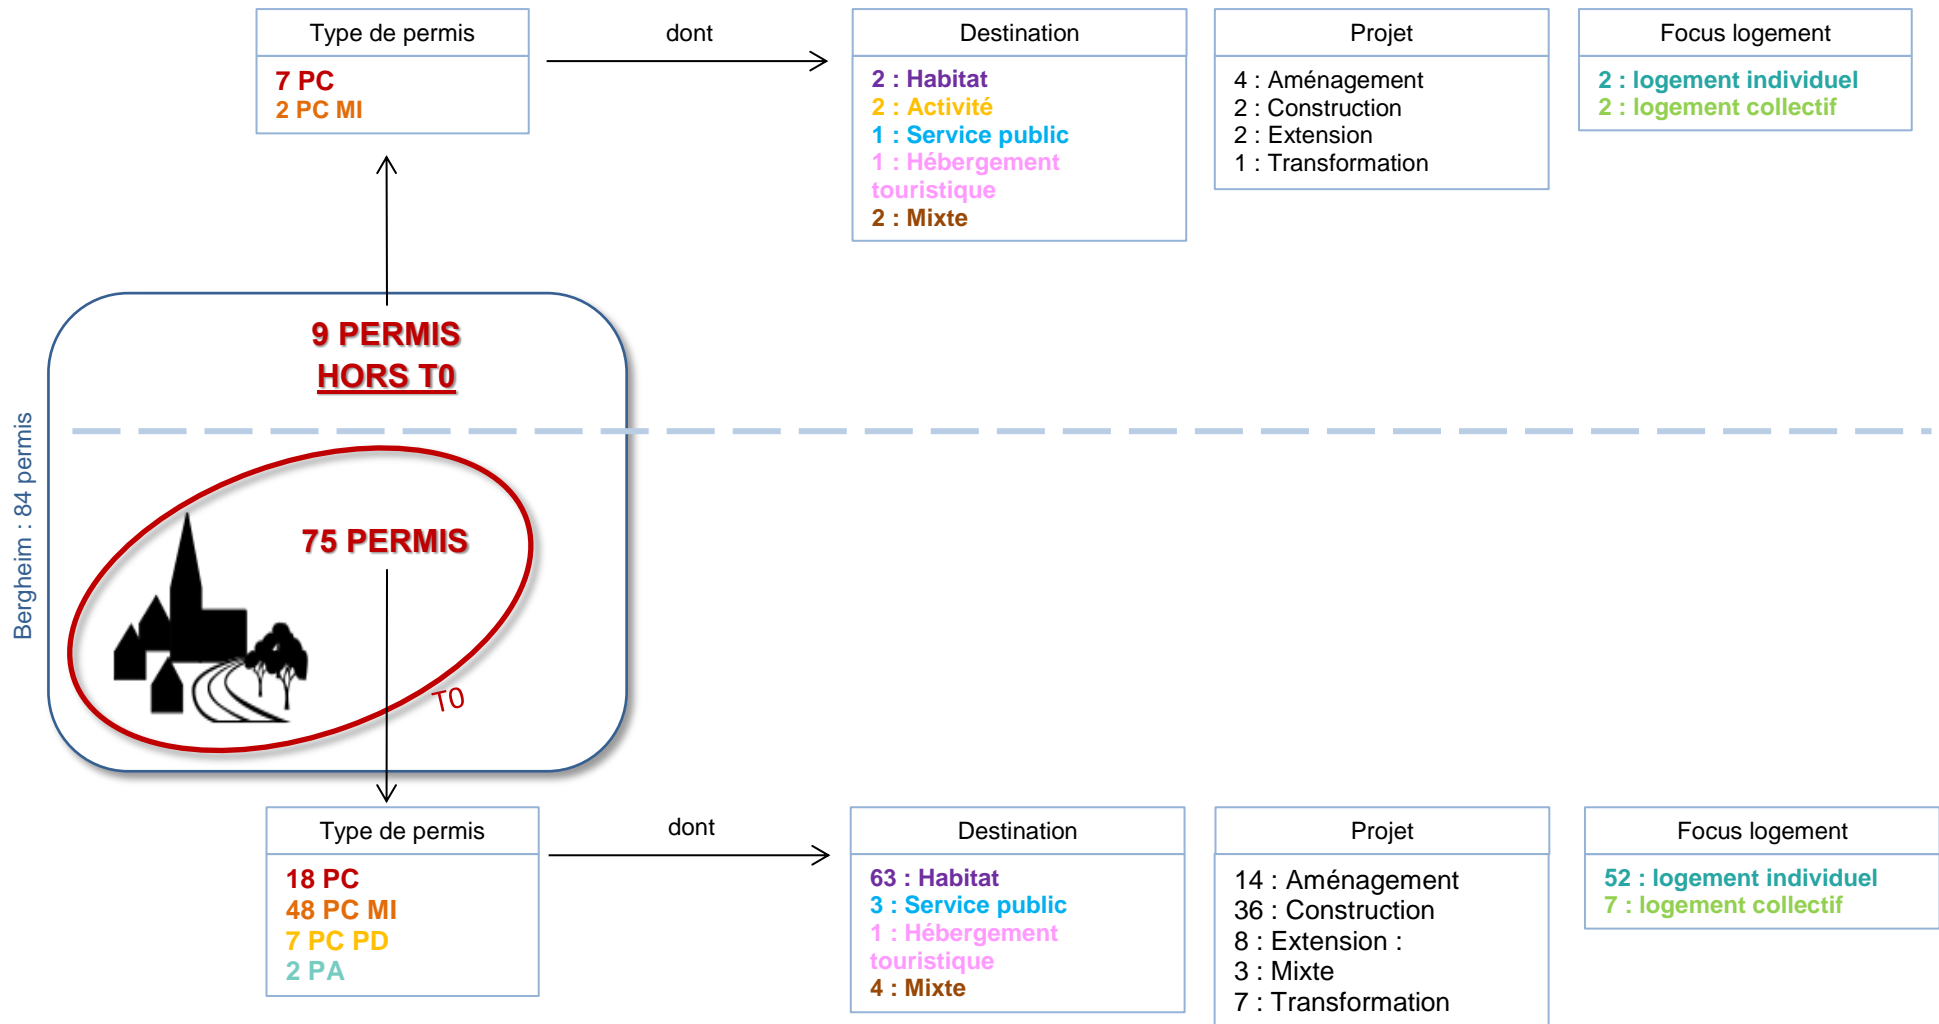 Type de permis
7 PC
2 PC MI
dont
Destination
2 : Habitat
2 : Activité
1 : Service public
1 : Hébergement
touristique
2 : Mixte
Projet
4 : Aménagement
2 : Construction
2 : Extension
1 : Transformation
Focus logement
2 : logement individuel
2 : logement collectif
Bergheim : 84 permis
9 PERMIS
HORS T0
75 PERMIS
T0
Type de permis
18 PC
48 PC MI
7 PC PD
2 PA
dont
Destination
63 : Habitat
3 : Service public
1 : Hébergement
touristique
4 : Mixte
Projet
14 : Aménagement
36 : Construction
8 : Extension :
3 : Mixte
7 : Transformation
Focus logement
52 : logement individuel
7 : logement collectif